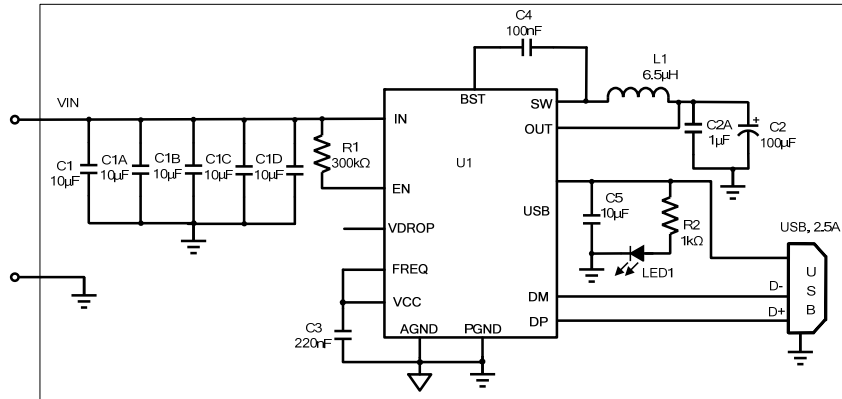 C4
100nF
L1
6.5µH
VIN
BST
SW
IN
OUT
C2A
1µF
C2
100µF
+
R1
300kΩ
U1
C1
10µF
C1A
10µF
C1B
10µF
C1C
10µF
C1D
10µF
EN
USB
C5
10µF
R2
1kΩ
USB, 2.5A
VDROP
LED1
FREQ
U
S
B
D-
DM
VCC
D+
DP
C3
220nF
AGND
PGND